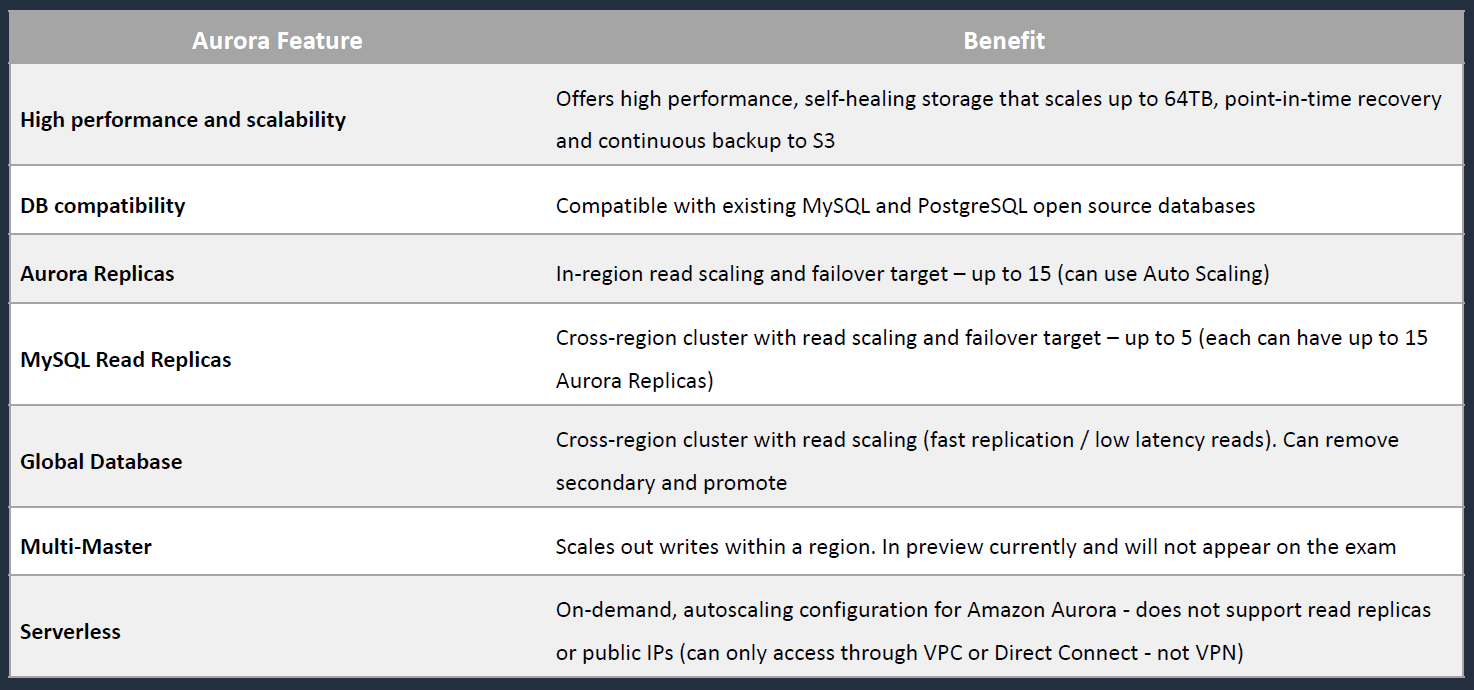 Aurora Feature Benefit
High performance and scalability
Offers high performance, self-healing storage that scales up to 64TB, point-in-time recovery
and continuous backup to S3
DB compatibility
Compatible with existing MySQL and PostgreSQL open source databases
Aurora Replicas
In-region read scaling and failover target – up to 15 (can use Auto Scaling)
MySQL Read Replicas
Cross-region cluster with read scaling and failover target – up to 5 (each can have up to 15
Aurora Replicas)
Global Database
Cross-region cluster with read scaling (fast replication / low latency reads). Can remove
secondary and promote
Multi-Master
Scales out writes within a region. In preview currently and will not appear on the exam
Serverless
On-demand, autoscaling configuration for Amazon Aurora - does not support read replicas
or public IPs (can only access through VPC or Direct Connect - not VPN)